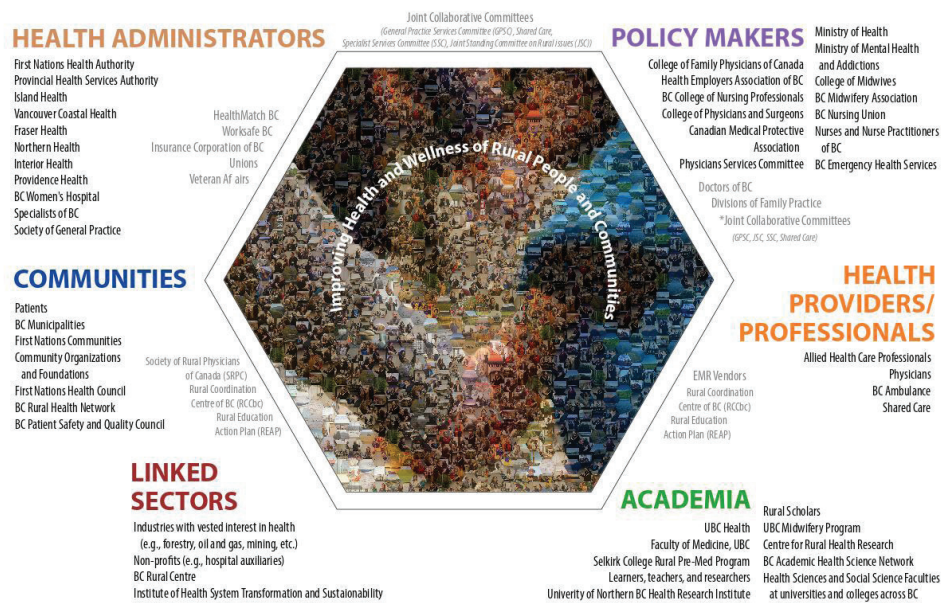 Joint Collaborative Committees
(General Practice Services Committee (GPSC), Shared Care,
Specialist Services Committee (SSC), Joint Standing Committee on Rural issues (JSC))
HEALTH ADMINISTRATORS
First Nations Health Authority
Provincial Health Services Authority
Island Health
Vancouver Coastal Health
Fraser Health
Northern Health
Interior Health
Providence Health
BC Women's Hospital
Specialists of BC
Society of General Practice
HealthMatch BC
Worksafe BC
Insurance Corporation of BC
Unions
Veteran Af airs
POLICY MAKERS
College of Family Physicians of Canada
Health Employers Association of BC
BC College of Nursing Professionals
College of Physicians and Surgeons
Canadian Medical Protective
Association
Physicians Services Committee
Ministry of Health
Ministry of Mental Health
and Addictions
College of Midwives
BC Midwifery Association
BC Nursing Union
Nurses and Nurse Practitioners
of BC
BC Emergency Health Services
Doctors of BC
Divisions of Family Practice
*Joint Collaborative Committees
(GPSC, JSC, SSC, Shared Care)
Improving Health and Wellness of Rural People and Communities
COMMUNITIES
Patients
BC Municipalities
First Nations Communities
Community Organizations
and Foundations
First Nations Health Council
BC Rural Health Network
BC Patient Safety and Quality Council
Society of Rural Physicians
of Canada (SRPC)
Rural Coordination
Centre of BC (RCCbc)
Rural Education
Action Plan (REAP)
HEALTH
PROVIDERS/
PROFESSIONALS
Allied Health Care Professionals
Physicians
BC Ambulance
Shared Care
EMR Vendors
Rural Coordination
Centre of BC (RCCbc)
Rural Education
Action Plan (REAP)
LINKED
SECTORS
Industries with vested interest in health
(e.g., forestry, oil and gas, mining, etc.)
Non-profits (e.g., hospital auxiliaries)
BC Rural Centre
Institute of Health System Transformation and Sustaionability
ACADEMIA
UBC Health
Faculty of Medicine, UBC
Selkirk College Rural Pre-Med Program
Learners, teachers, and researchers
Univerity of Northern BC Health Research Institute
Rural Scholars
UBC Midwifery Program
Centre for Rural Health Research
BC Academic Health Science Network
Health Sciences and Social Science Faculties
at universities and colleges across BC